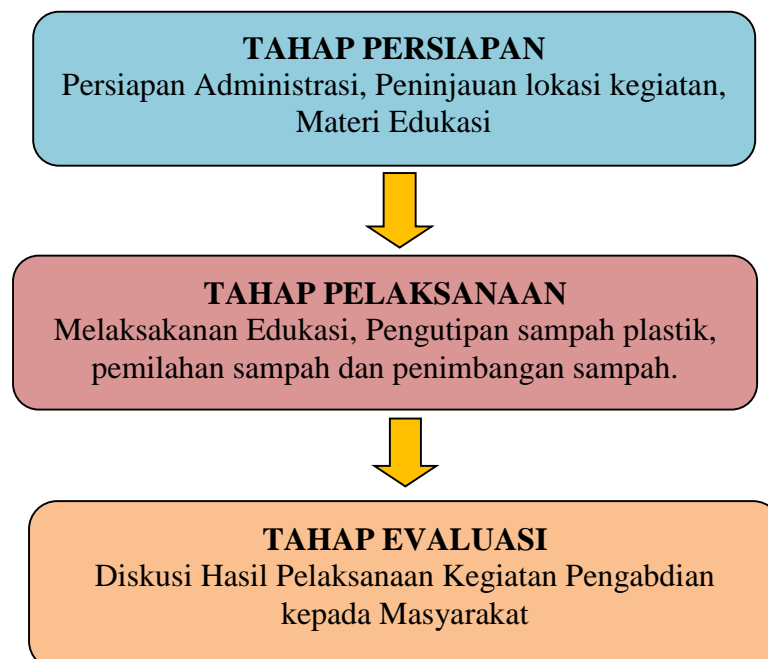 TAHAP PERSIAPAN
Persiapan Administrasi, Peninjauan lokasi kegiatan,
Materi Edukasi
TAHAP PELAKSANAAN
Melaksakanan Edukasi, Pengutipan sampah plastik,
pemilahan sampah dan penimbangan sampah.
TAHAP EVALUASI
Diskusi Hasil Pelaksanaan Kegiatan Pengabdian
kepada Masyarakat